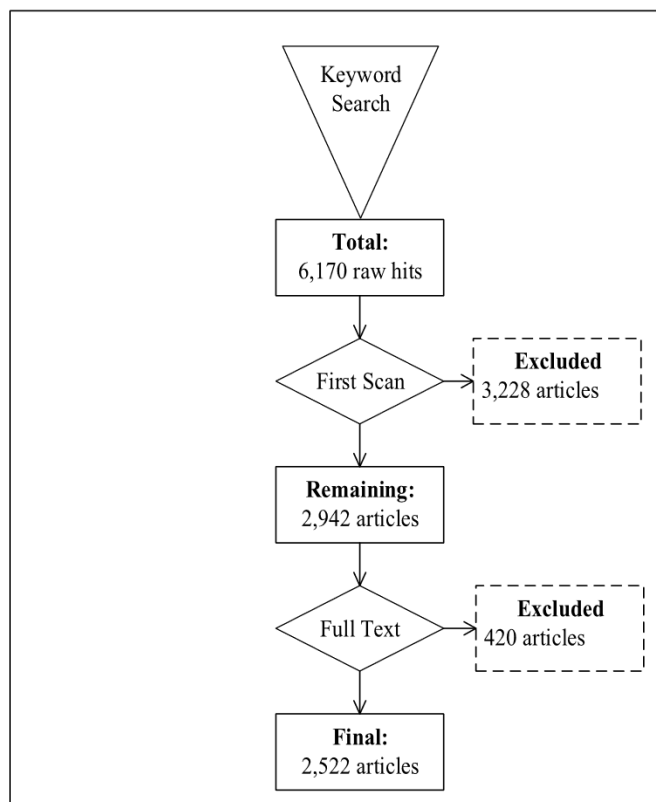 Keyword
Search
Total:
6,170 raw hits
First Scan
Excluded
3,228 articles
Remaining:
2,942 articles
Full Text
Excluded
420 articles
Final:
2,522 articles